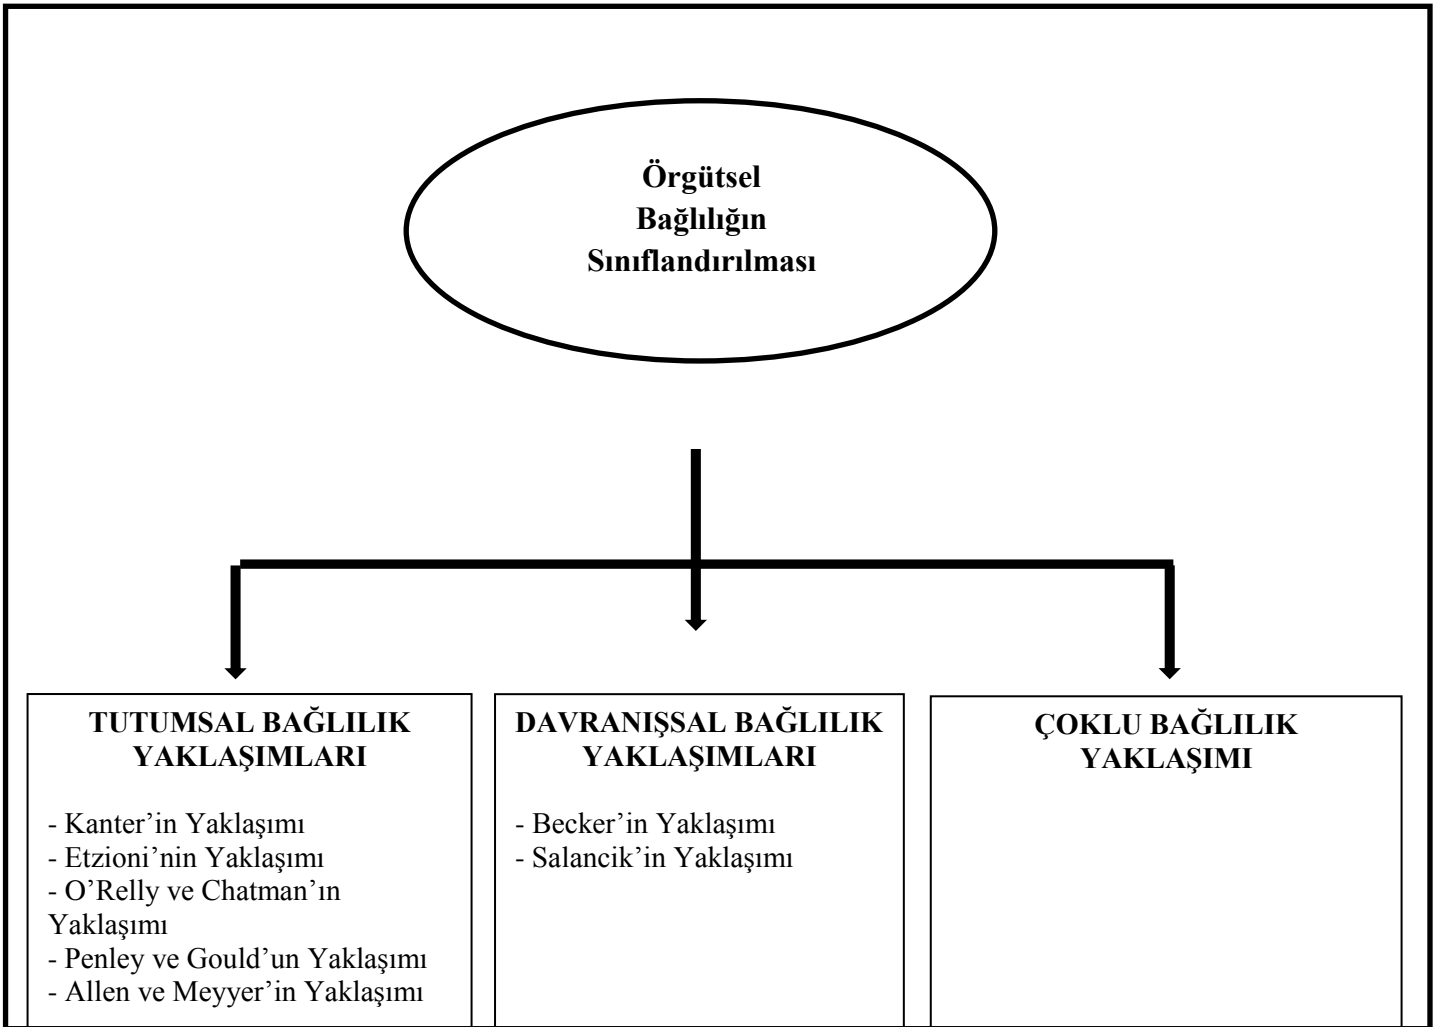 Örgütsel
Bağlılığın
Sınıflandırılması
TUTUMSAL BAĞLILIK
YAKLAŞIMLARI
- Kanter’in Yaklaşımı
- Etzioni’nin Yaklaşımı
- O’Relly ve Chatman’ın
Yaklaşımı
- Penley ve Gould’un Yaklaşımı
- Allen ve Meyyer’in Yaklaşımı
DAVRANIŞSAL BAĞLILIK
YAKLAŞIMLARI
- Becker’in Yaklaşımı
- Salancik’in Yaklaşımı
ÇOKLU BAĞLILIK
YAKLAŞIMI